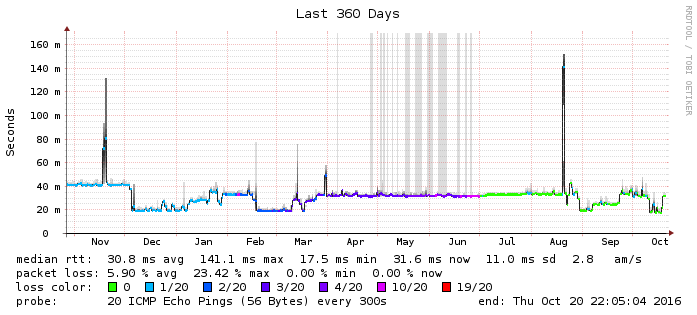 Last 360 Days
RRDTOOL / TOBI OETIKER
Seconds
160 m
140 m
120 m
100 m
80 m
60 m
40 m
20 m
0
Nov Dec Jan Feb Mar Apr May Jun Jul Aug Sep Oct
median rtt: 30.8 ms avg 141.1 ms max 17.5 ms min 31.6 ms now 11.0 ms sd 2.8 am/s
packet loss: 5.90 % avg 23.42 % max 0.00 % min 0.00 % now
loss color: 0 1/20 2/20 3/20 4/20 10/20 19/20
probe: 20 ICMP Echo Pings (56 Bytes) every 300s end: Thu Oct 20 22:05:04 2016